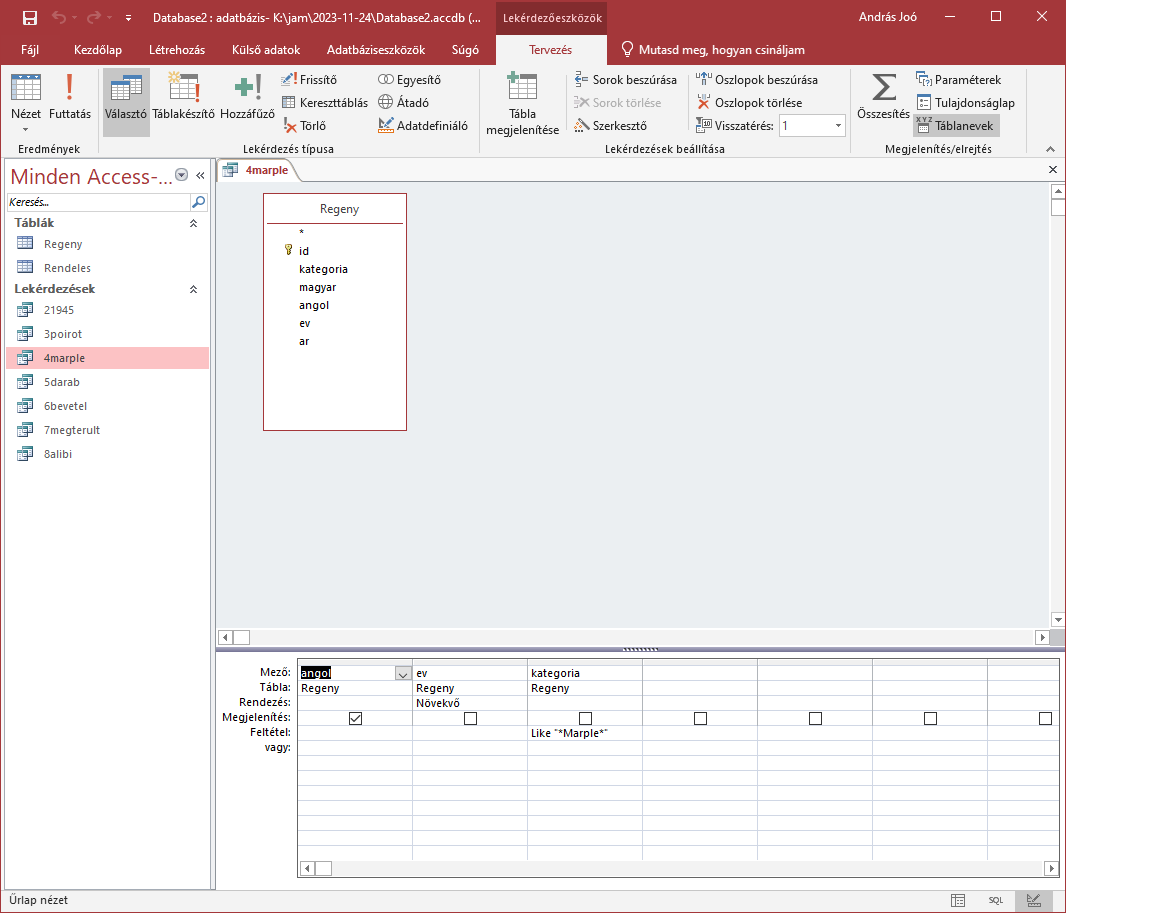 Database2 : adatbázis- K:\jam\2023-11-24\Database2.accdb (...
Lekérdezőeszközök
András Joó
Fájl Kezdőlap Létrehozás Külső adatok Adatbáziseszközök Súgó Tervezés Mutasd meg, hogyan csináljam
Nézet
Futtatás
Eredmények
Választó
Táblakészítő
Hozzáfűző
Frissítő
Kereszttáblás
Törlő
Egyesítő
Átadó
Adatdefiniáló
Lekérdezés típusa
Tábla
megjelenítése
Sorok beszúrása
Sorok törlése
Szerkesztő
Oszlopok beszúrása
Oszlopok törlése
Visszatérés: 1
Lekérdezések beállítása
Összesítés
Paraméterek
Tulajdonságlap
XYZ
Táblanevek
Megjelenítés/elrejtés
Minden Access-... «
Keresés...
Táblák
Regeny
Rendeles
Lekérdezések
21945
3poirot
4marple
5darab
6bevetel
7megterult
8alibi
4marple
Regeny
*
id
kategoria
magyar
angol
ev
ar
Mező: angol ev kategoria
Tábla: Regeny Regeny Regeny
Rendezés: Növekvő
Megjelenítés:
Feltétel: Like "*Marple*"
vagy:
Űrlap nézet
SQL